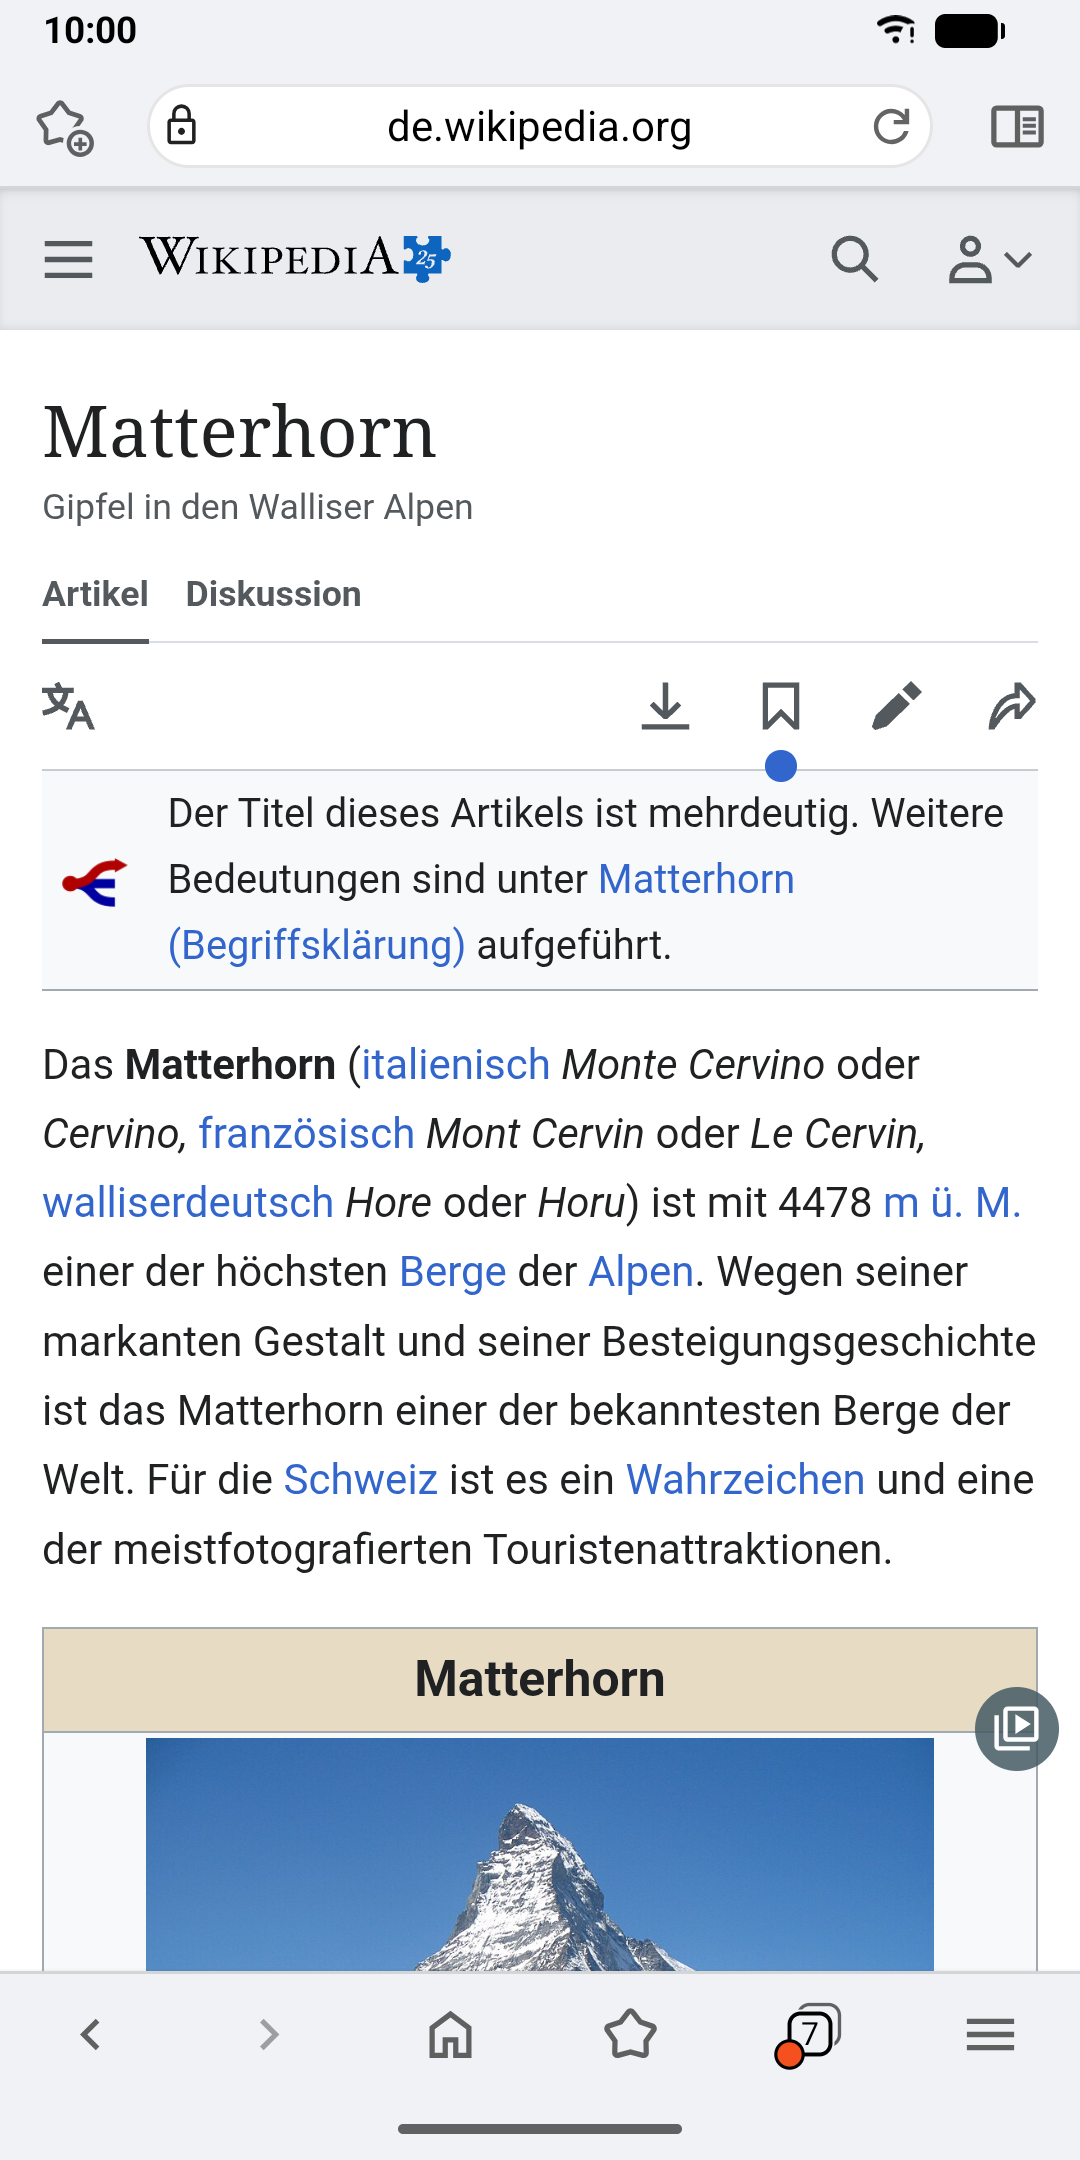 10:00
de.wikipedia.org
WIKIPEDIA 25
Matterhorn
Gipfel in den Walliser Alpen
Artikel Diskussion
文A
Der Titel dieses Artikels ist mehrdeutig. Weitere
Bedeutungen sind unter Matterhorn
(Begriffsklärung) aufgeführt.
Das Matterhorn (italienisch Monte Cervino oder
Cervino, französisch Mont Cervin oder Le Cervin,
walliserdeutsch Hore oder Horu) ist mit 4478 m ü. M.
einer der höchsten Berge der Alpen. Wegen seiner
markanten Gestalt und seiner Besteigungsgeschichte
ist das Matterhorn einer der bekanntesten Berge der
Welt. Für die Schweiz ist es ein Wahrzeichen und eine
der meistfotografierten Touristenattraktionen.
Matterhorn
7